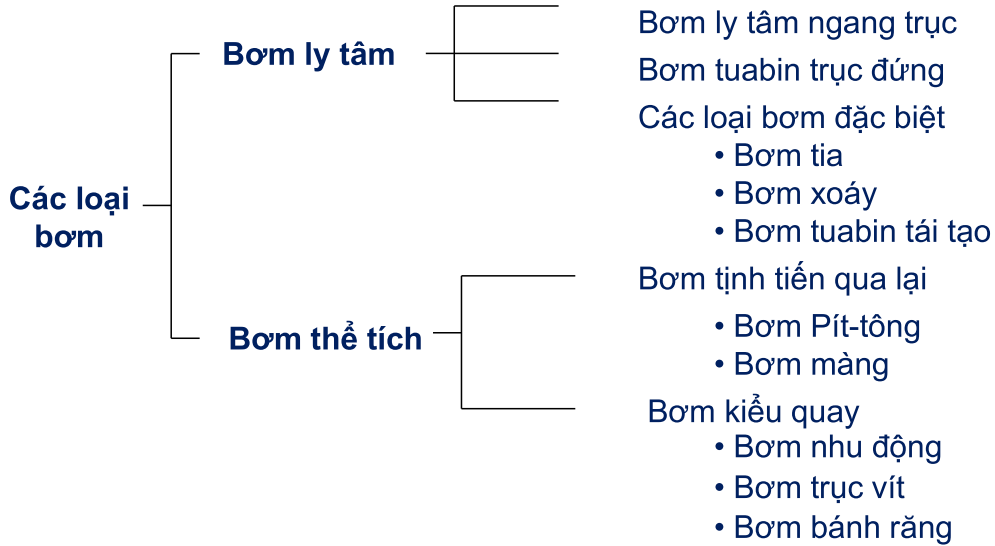 Các loại
bơm
Bơm ly tâm
Bơm ly tâm ngang trục
Bơm tuabin trục đứng
Các loại bơm đặc biệt
• Bơm tia
• Bơm xoáy
• Bơm tuabin tái tạo
Bơm thể tích
Bơm tịnh tiến qua lại
• Bơm Pít-tông
• Bơm màng
Bơm kiểu quay
• Bơm nhu động
• Bơm trục vít
• Bơm bánh răng